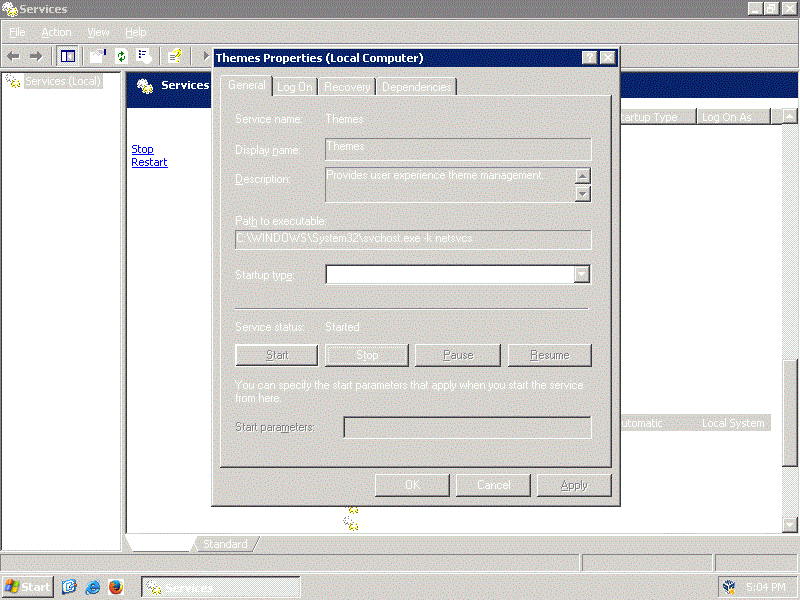 Services
File Action View Help
Themes Properties (Local Computer)
Services (Local)
Services
General Log On Recovery Dependencies
Startup Type Log On As
Service name: Themes
Display name: Themes
Stop
Restart
Description: Provides user experience theme management.
Path to executable:
C:\WINDOWS\System32\svchost.exe -k netsvcs
Startup type:
Service status: Started
Start Stop Pause Resume
You can specify the start parameters that apply when you start the service
from here.
Start parameters:
utomatic Local System
OK Cancel Apply
Standard
Start Services 5:04 PM